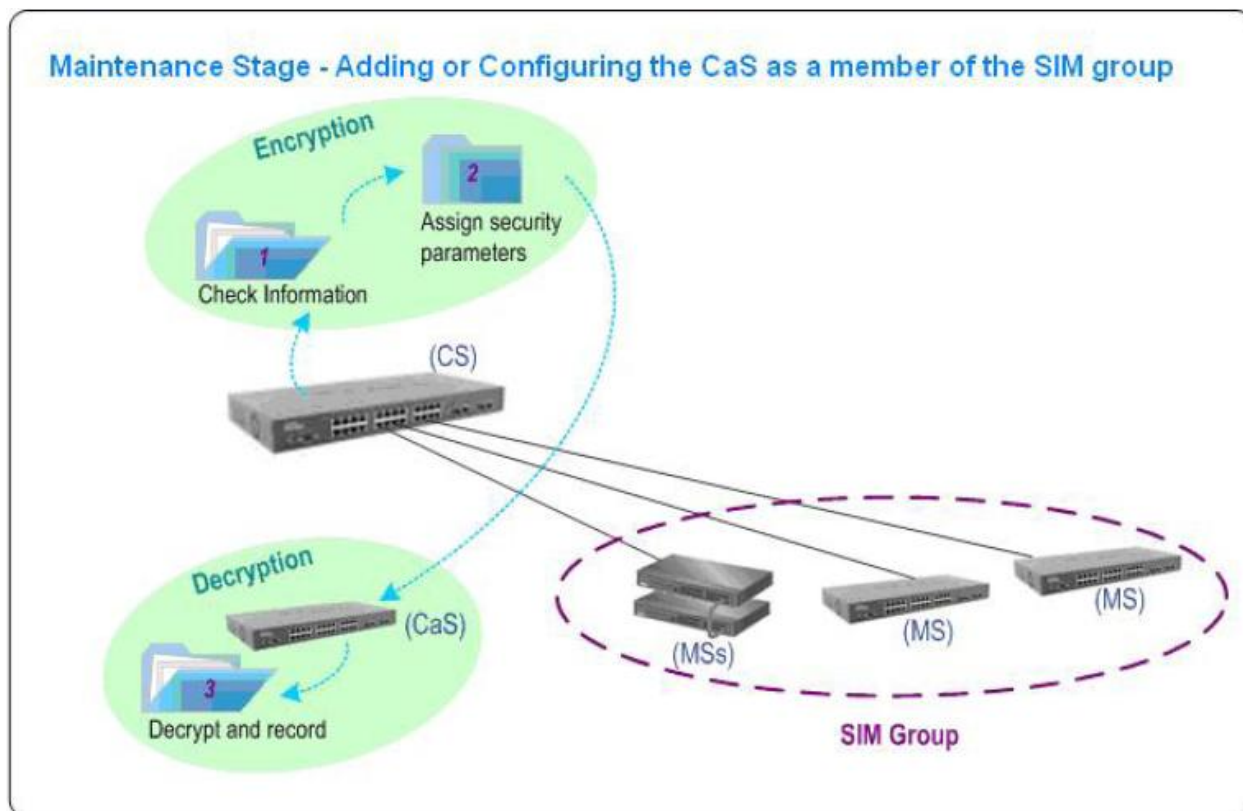 Maintenance Stage - Adding or Configuring the CaS as a member of the SIM group
Encryption
2
Assign security
parameters
1
Check Information
(CS)
Decryption
(CaS)
3
Decrypt and record
(MSs)
(MS)
(MS)
SIM Group